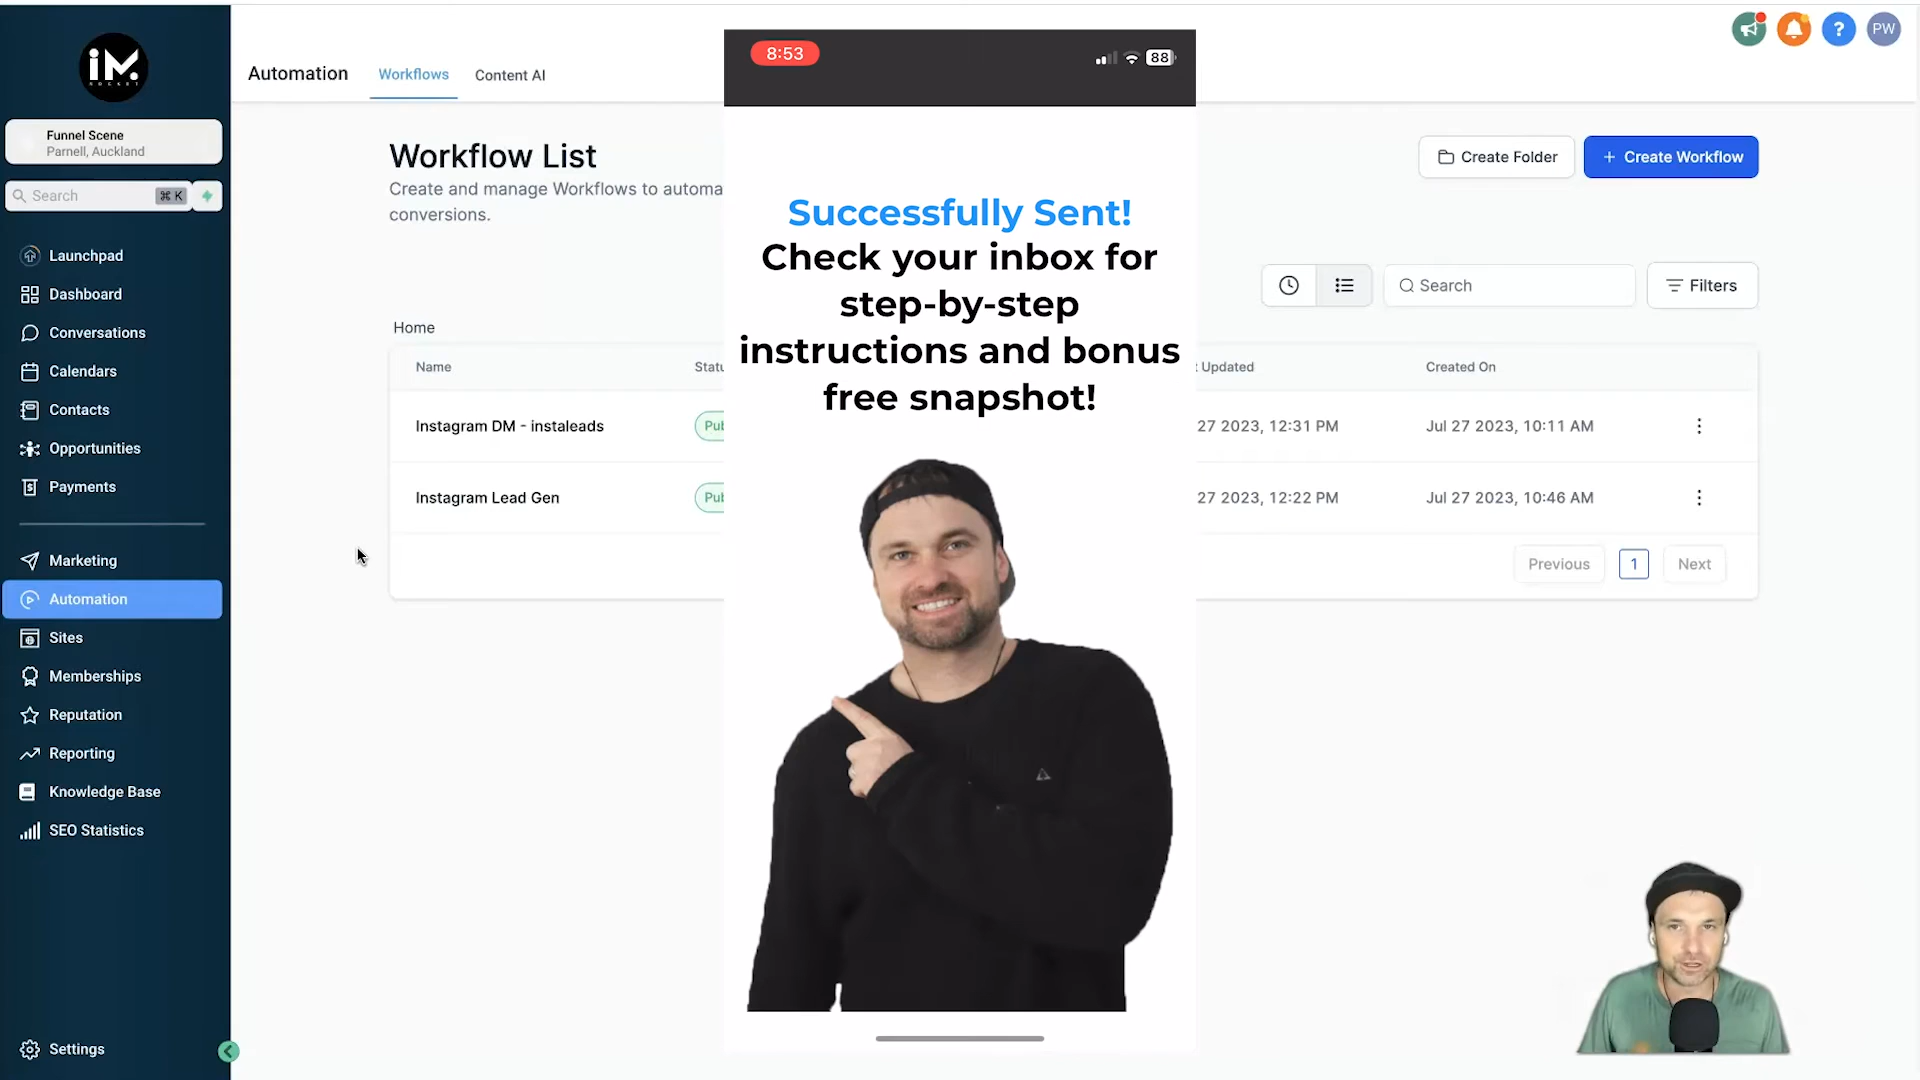 iM.
ROCKET
Funnel Scene
Parnell, Auckland
Search
⌘ K
Launchpad
Dashboard
Conversations
Calendars
Contacts
Opportunities
Payments
Marketing
Automation
Sites
Memberships
Reputation
Reporting
Knowledge Base
SEO Statistics
Settings
Automation
Workflows
Content AI
?
PW
Workflow List
Create and manage Workflows to automa
conversions.
Create Folder
+ Create Workflow
Search
Filters
Home
Name
Statu
Updated
Created On
Instagram DM - instaleads
Pub
27 2023, 12:31 PM
Jul 27 2023, 10:11 AM
Instagram Lead Gen
Pub
27 2023, 12:22 PM
Jul 27 2023, 10:46 AM
Previous
1
Next
8:53
88
Successfully Sent!
Check your inbox for
step-by-step
instructions and bonus
free snapshot!